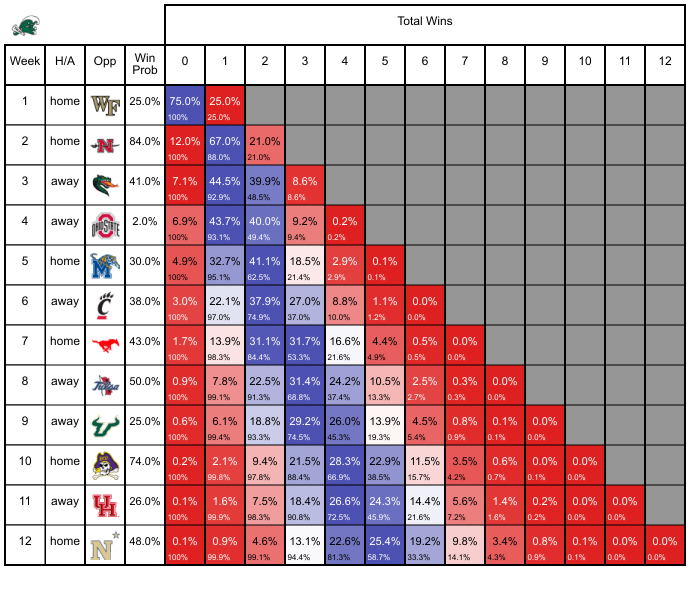 Total Wins
Week H/A Opp Win Prob 0 1 2 3 4 5 6 7 8 9 10 11 12
1 home WF 25.0% 75.0% 25.0%
100% 25.0%
2 home N 84.0% 12.0% 67.0% 21.0%
100% 88.0% 21.0%
3 away 41.0% 7.1% 44.5% 39.9% 8.6%
100% 92.9% 48.5% 8.6%
4 away OHIO STATE 2.0% 6.9% 43.7% 40.0% 9.2% 0.2%
100% 93.1% 49.4% 9.4% 0.2%
5 home M 30.0% 4.9% 32.7% 41.1% 18.5% 2.9% 0.1%
100% 95.1% 62.5% 21.4% 2.9% 0.1%
6 away C 38.0% 3.0% 22.1% 37.9% 27.0% 8.8% 1.1% 0.0%
100% 97.0% 74.9% 37.0% 10.0% 1.2% 0.0%
7 home 43.0% 1.7% 13.9% 31.1% 31.7% 16.6% 4.4% 0.5% 0.0%
100% 98.3% 84.4% 53.3% 21.6% 4.9% 0.5% 0.0%
8 away Tulsa 50.0% 0.9% 7.8% 22.5% 31.4% 24.2% 10.5% 2.5% 0.3% 0.0%
100% 99.1% 91.3% 68.8% 37.4% 13.3% 2.7% 0.3% 0.0%
9 away U 25.0% 0.6% 6.1% 18.8% 29.2% 26.0% 13.9% 4.5% 0.8% 0.1% 0.0%
100% 99.4% 93.3% 74.5% 45.3% 19.3% 5.4% 0.9% 0.1% 0.0%
10 home 74.0% 0.2% 2.1% 9.4% 21.5% 28.3% 22.9% 11.5% 3.5% 0.6% 0.0% 0.0%
100% 99.8% 97.8% 88.4% 66.9% 38.5% 15.7% 4.2% 0.7% 0.1% 0.0%
11 away UH 26.0% 0.1% 1.6% 7.5% 18.4% 26.6% 24.3% 14.4% 5.6% 1.4% 0.2% 0.0% 0.0%
100% 99.9% 98.3% 90.8% 72.5% 45.9% 21.6% 7.2% 1.6% 0.2% 0.0% 0.0%
12 home N 48.0% 0.1% 0.9% 4.6% 13.1% 22.6% 25.4% 19.2% 9.8% 3.4% 0.8% 0.1% 0.0% 0.0%
100% 99.9% 99.1% 94.4% 81.3% 58.7% 33.3% 14.1% 4.3% 0.9% 0.1% 0.0% 0.0%